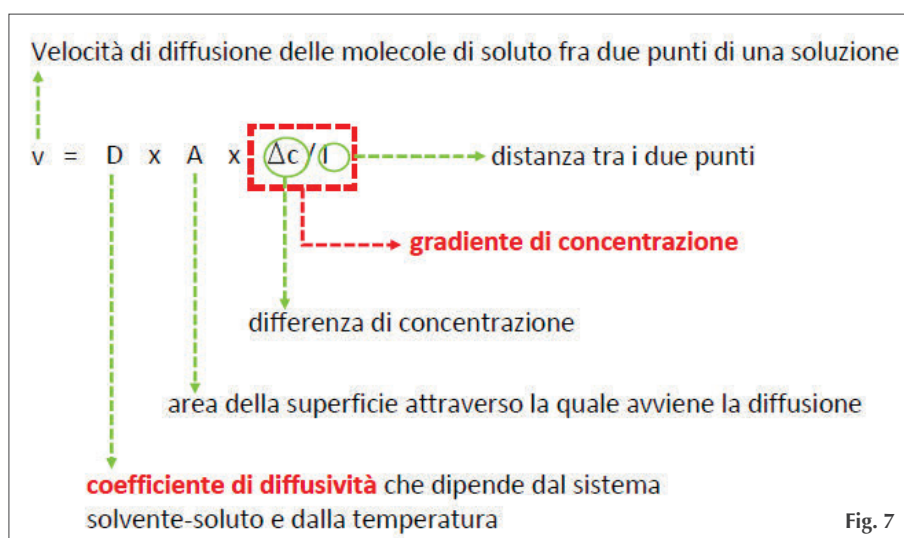 Velocità di diffusione delle molecole di soluto fra due punti di una soluzione
v = D x A x Δc/l
distanza tra i due punti
gradiente di concentrazione
differenza di concentrazione
area della superficie attraverso la quale avviene la diffusione
coefficiente di diffusività che dipende dal sistema
solvente-soluto e dalla temperatura
Fig. 7